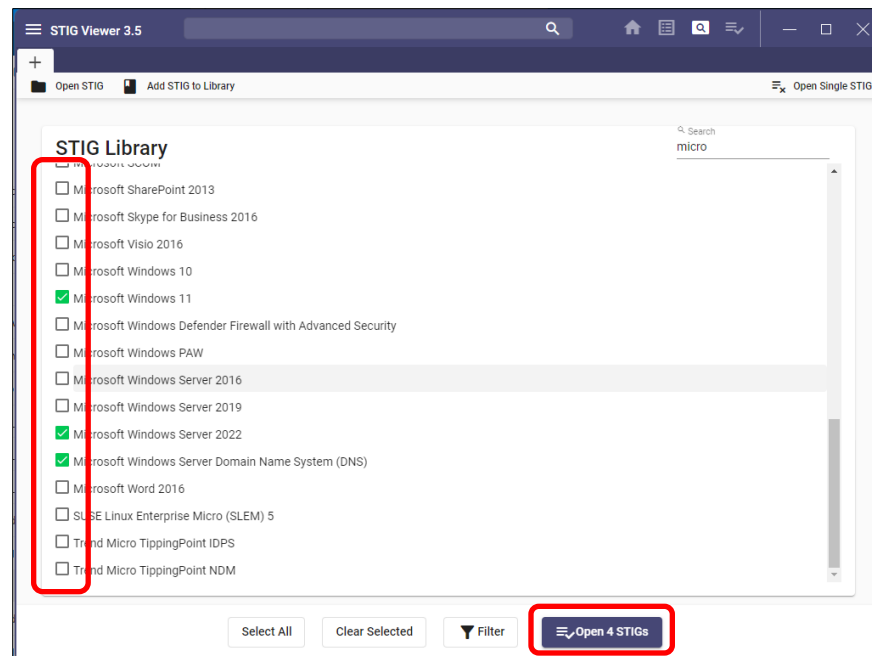 STIG Viewer 3.5
+
Open STIG Add STIG to Library Open Single STIG
STIG Library
Search
micro
Microsoft SCOM
Microsoft SharePoint 2013
Microsoft Skype for Business 2016
Microsoft Visio 2016
Microsoft Windows 10
Microsoft Windows 11
Microsoft Windows Defender Firewall with Advanced Security
Microsoft Windows PAW
Microsoft Windows Server 2016
Microsoft Windows Server 2019
Microsoft Windows Server 2022
Microsoft Windows Server Domain Name System (DNS)
Microsoft Word 2016
SUSE Linux Enterprise Micro (SLEM) 5
Trend Micro TippingPoint IDPS
Trend Micro TippingPoint NDM
Select All Clear Selected Filter Open 4 STIGs